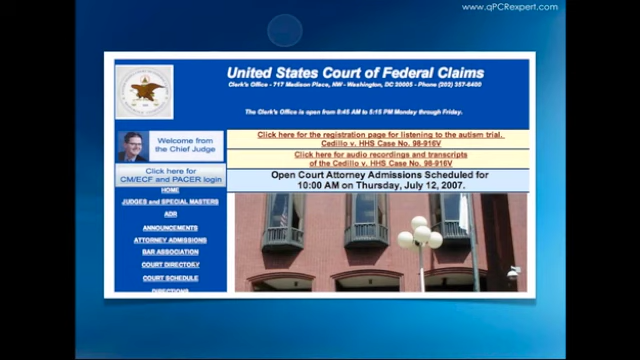 www.qPCRexpert.com
United States Court of Federal Claims
Clerk's Office - 717 Madison Place, NW - Washington, DC 20005 - Phone (202) 357-6400
The Clerk's Office is open from 8:45 AM to 5:15 PM Monday through Friday.
Welcome from
the Chief Judge
Click here for
CM/ECF and PACER login
HOME
JUDGES and SPECIAL MASTERS
ADR
ANNOUNCEMENTS
ATTORNEY ADMISSIONS
BAR ASSOCIATION
COURT DIRECTORY
COURT SCHEDULE
DIRECTIONS
Click here for the registration page for listening to the autism trial.
Cedillo v. HHS Case No. 98-916V
Click here for audio recordings and transcripts
of the Cedillo v. HHS Case No. 98-916V
Open Court Attorney Admissions Scheduled for
10:00 AM on Thursday, July 12, 2007.